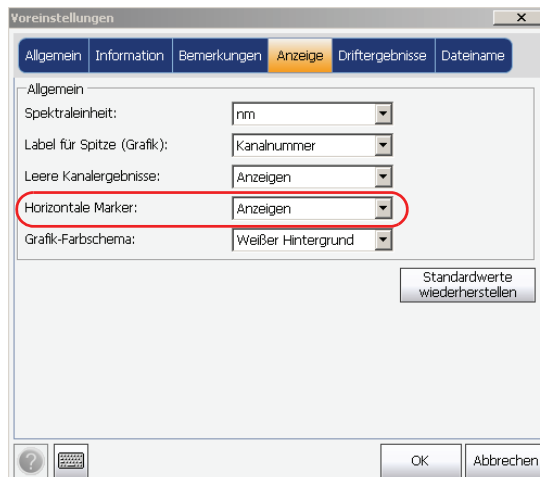 Voreinstellungen
Allgemein Information Bemerkungen Anzeige Driftergebnisse Dateiname
Allgemein
Spektraleinheit: nm
Label für Spitze (Grafik): Kanalnummer
Leere Kanalergebnisse: Anzeigen
Horizontale Marker: Anzeigen
Grafik-Farbschema: Weißer Hintergrund
Standardwerte
wiederherstellen
? OK Abbrechen